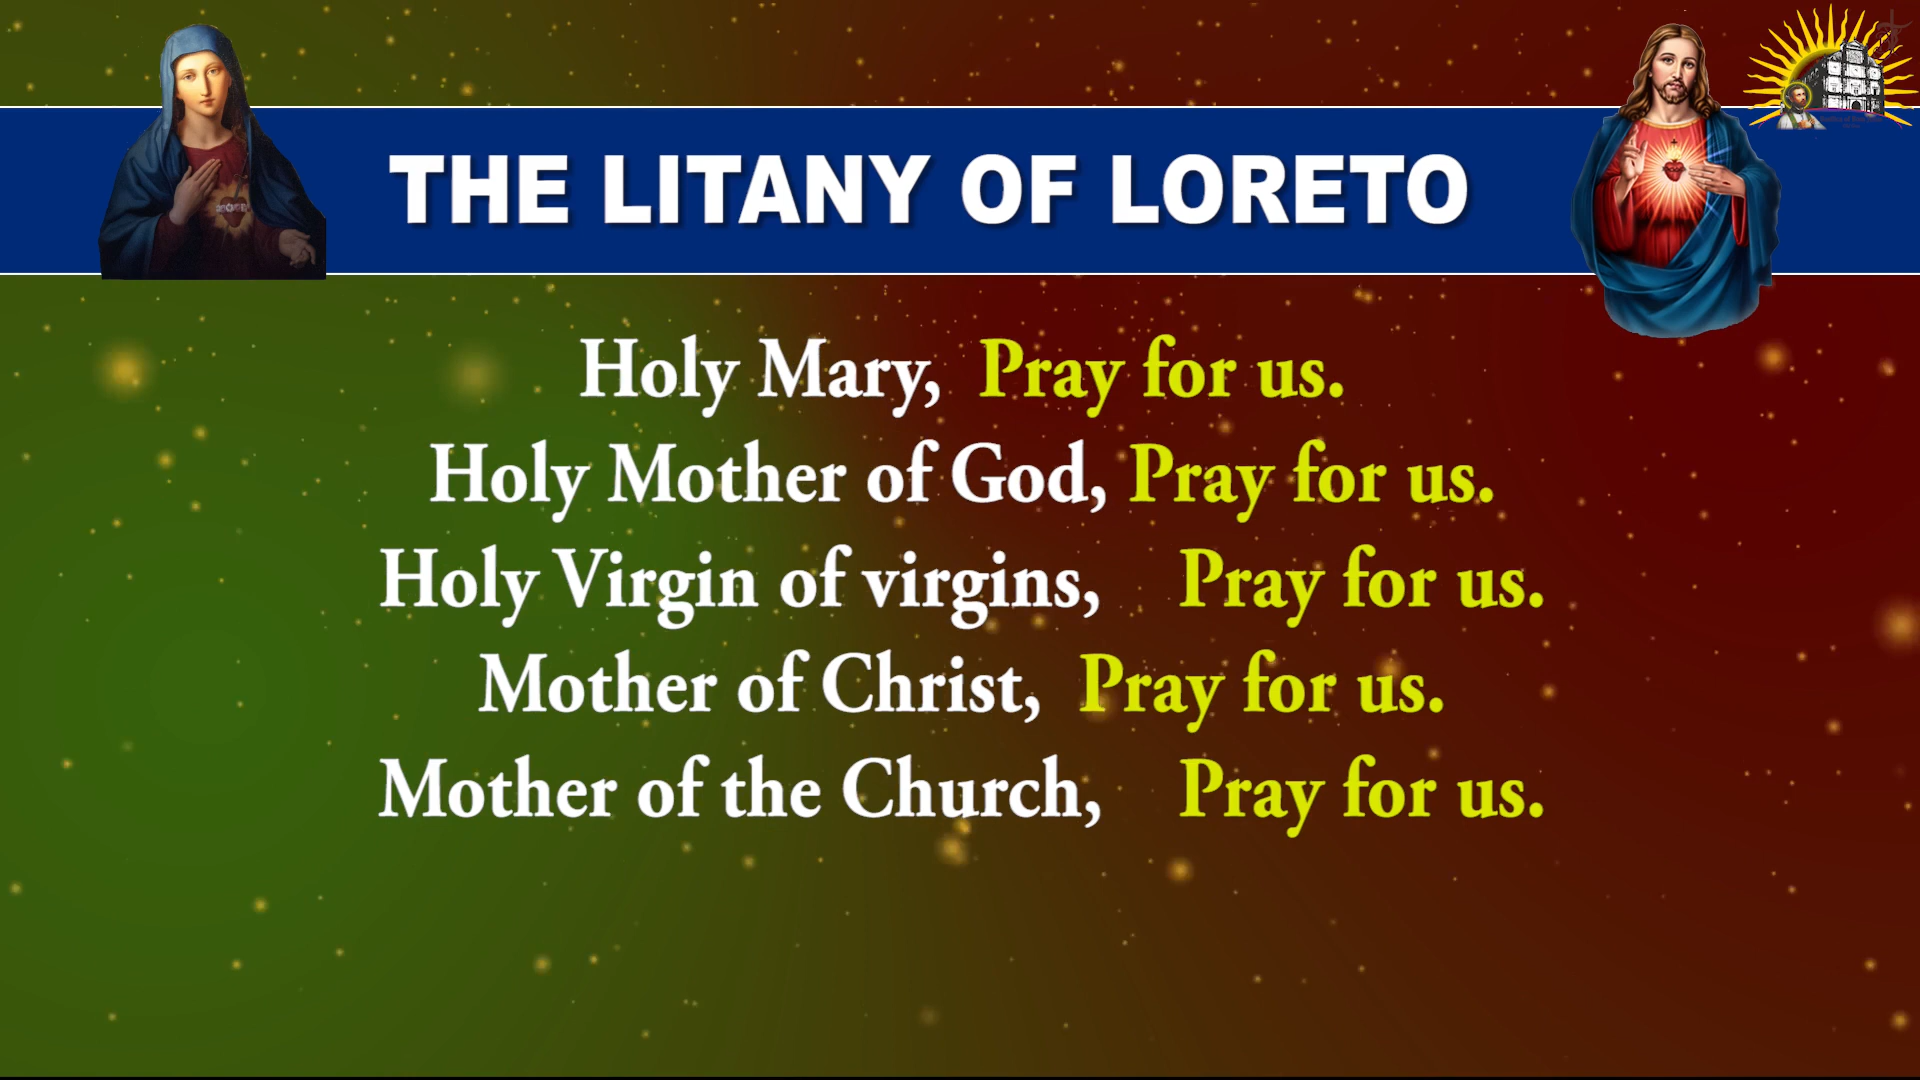 THE LITANY OF LORETO
Holy Mary, Pray for us.
Holy Mother of God, Pray for us.
Holy Virgin of virgins, Pray for us.
Mother of Christ, Pray for us.
Mother of the Church, Pray for us.